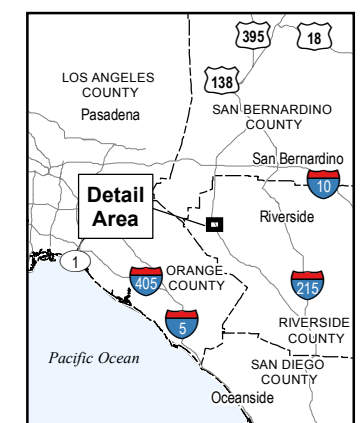 395
18
LOS ANGELES
COUNTY
Pasadena
138
SAN BERNARDINO
COUNTY
San Bernardino
10
Detail
Area
Riverside
1
405
ORANGE
COUNTY
215
5
RIVERSIDE
COUNTY
Pacific Ocean
SAN DIEGO
COUNTY
Oceanside